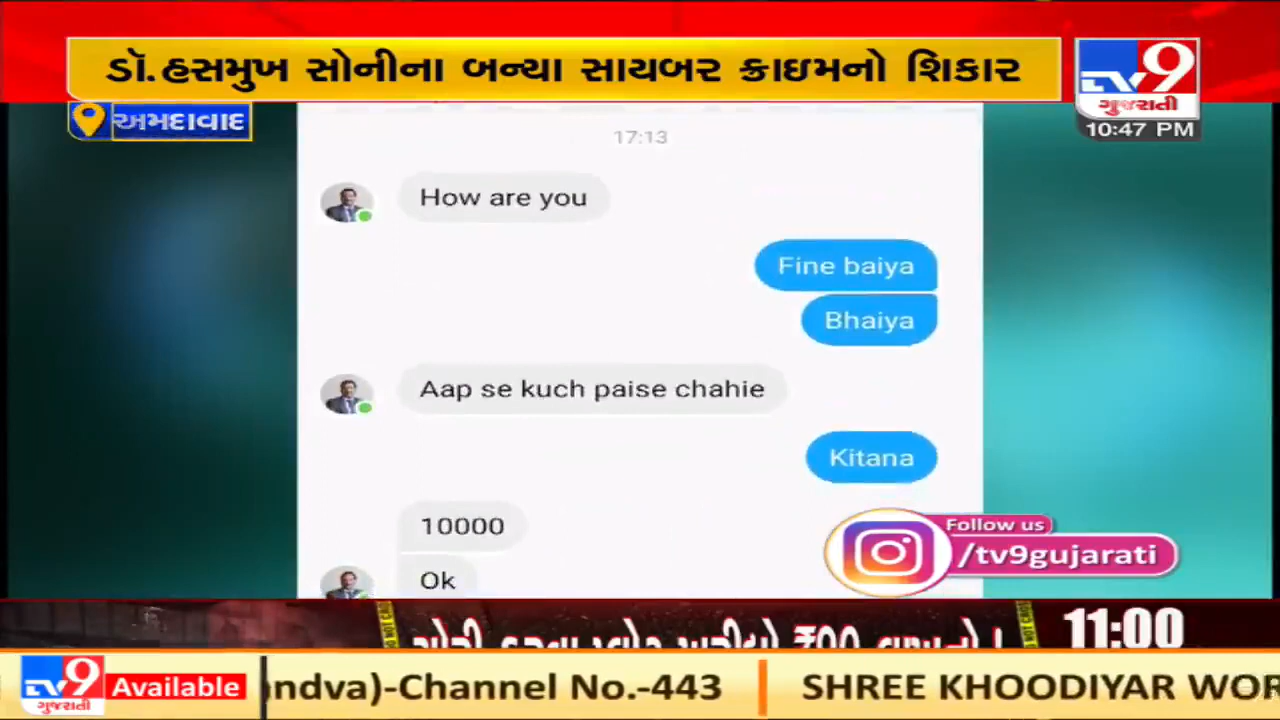 ડૉ.હસમુખ સોનીના બન્યા સાયબર ક્રાઇમનો શિકાર
TV9
ગુજરાતી
10:47 PM
અમદાવાદ
17:13
How are you
Fine baiya
Bhaiya
Aap se kuch paise chahie
Kitana
10000
Ok
Follow us
/tv9gujarati
11:00
TV9
ગુજરાતી
Available
ndva)-Channel No.-443
SHREE KHOODIYAR WOR